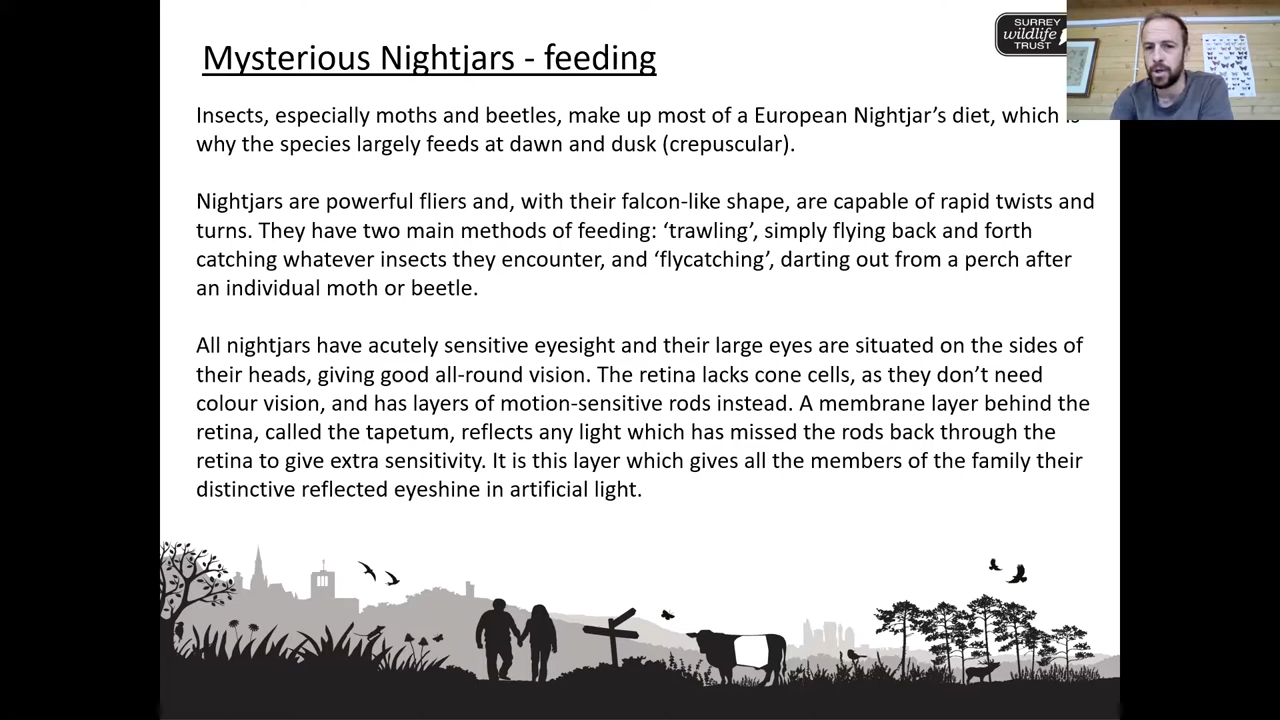 SURREY
wildlife
TRUST
Mysterious Nightjars - feeding
Insects, especially moths and beetles, make up most of a European Nightjar’s diet, which is
why the species largely feeds at dawn and dusk (crepuscular).
Nightjars are powerful fliers and, with their falcon-like shape, are capable of rapid twists and
turns. They have two main methods of feeding: ‘trawling’, simply flying back and forth
catching whatever insects they encounter, and ‘flycatching’, darting out from a perch after
an individual moth or beetle.
All nightjars have acutely sensitive eyesight and their large eyes are situated on the sides of
their heads, giving good all-round vision. The retina lacks cone cells, as they don’t need
colour vision, and has layers of motion-sensitive rods instead. A membrane layer behind the
retina, called the tapetum, reflects any light which has missed the rods back through the
retina to give extra sensitivity. It is this layer which gives all the members of the family their
distinctive reflected eyeshine in artificial light.